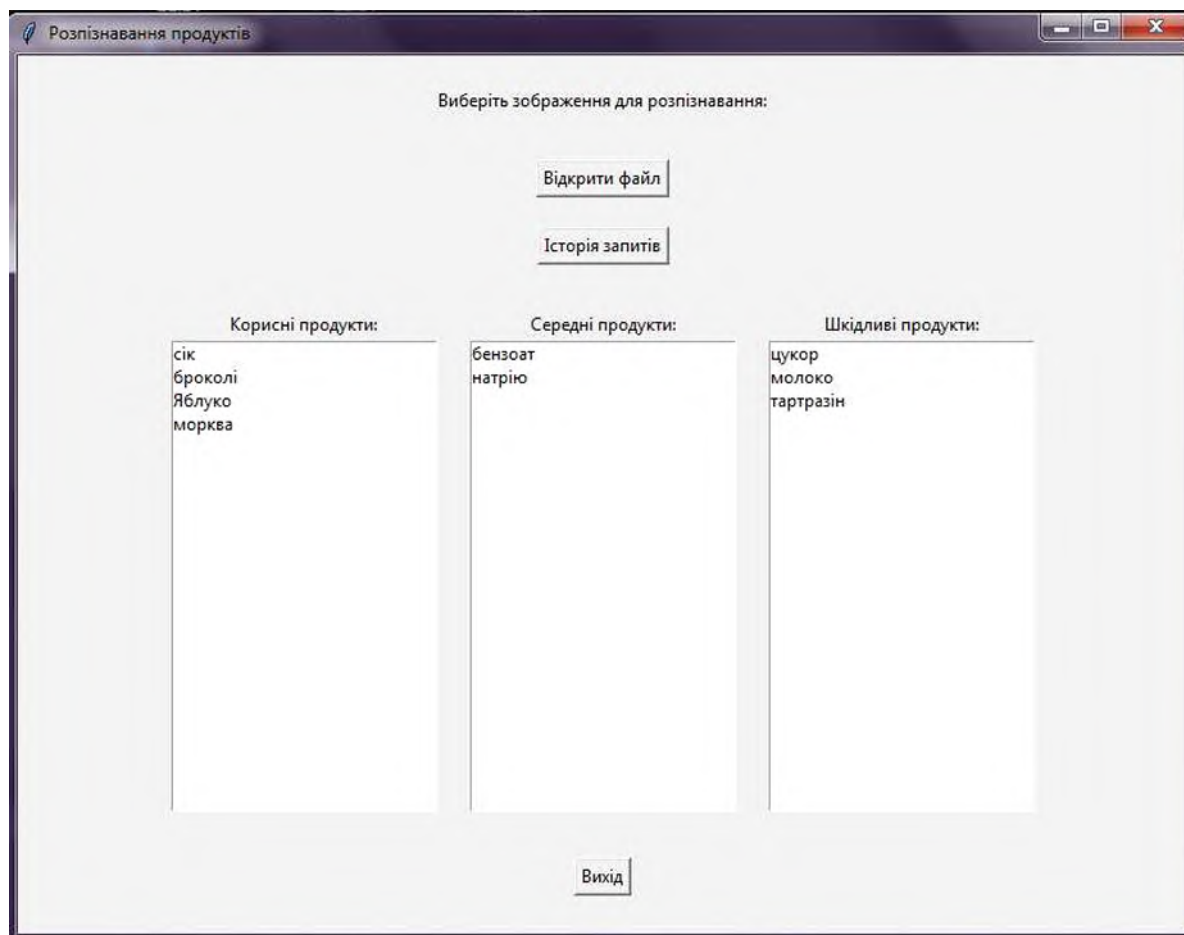 Розпізнавання продуктів
Виберіть зображення для розпізнавання:
Відкрити файл
Історія запитів
Корисні продукти:
сік
броколі
Яблуко
морква
Середні продукти:
бензоат
натрію
Шкідливі продукти:
цукор
молоко
тартразін
Вихід